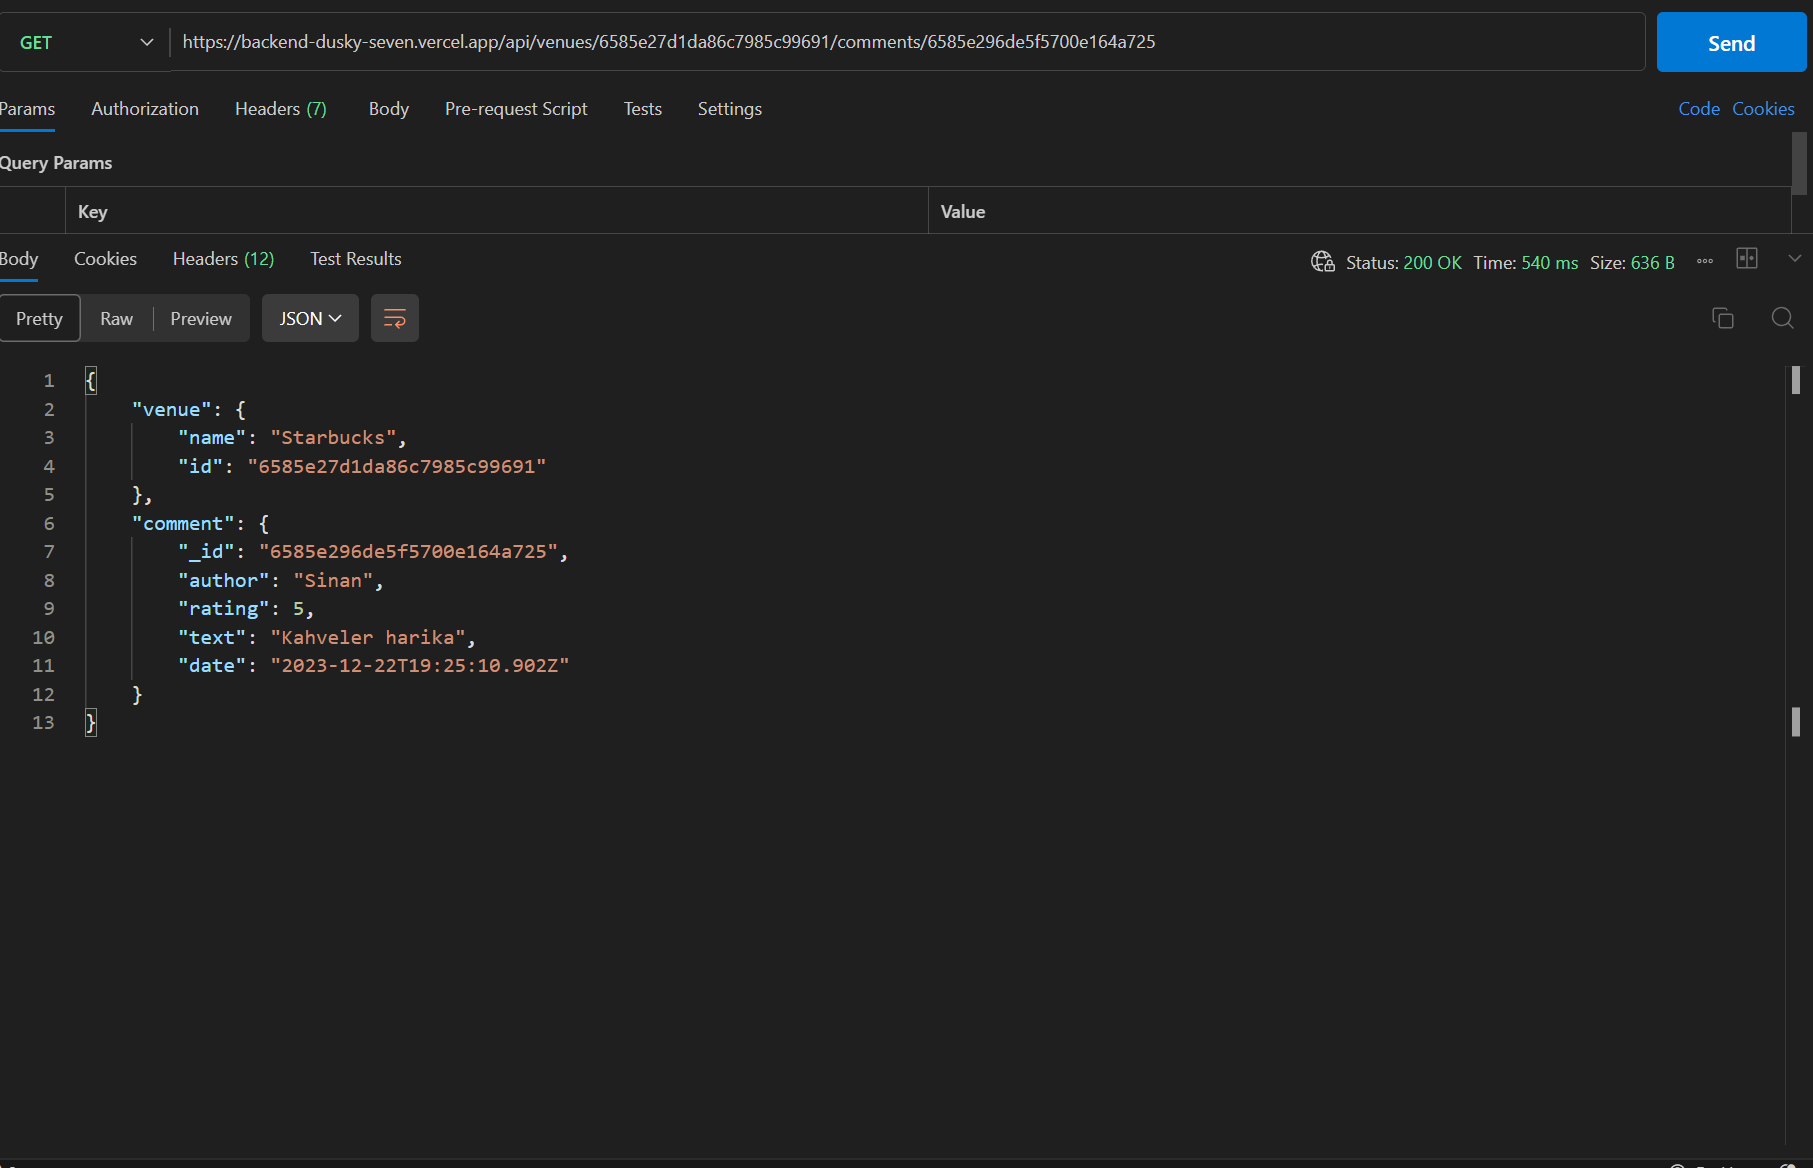 GET https://backend-dusky-seven.vercel.app/api/venues/6585e27d1da86c7985c99691/comments/6585e296de5f5700e164a725 Send
Params Authorization Headers (7) Body Pre-request Script Tests Settings Code Cookies
Query Params
Key Value
Body Cookies Headers (12) Test Results Status: 200 OK Time: 540 ms Size: 636 B
Pretty Raw Preview JSON
1 {
2 "venue": {
3 "name": "Starbucks",
4 "id": "6585e27d1da86c7985c99691"
5 },
6 "comment": {
7 "_id": "6585e296de5f5700e164a725",
8 "author": "Sinan",
9 "rating": 5,
10 "text": "Kahveler harika",
11 "date": "2023-12-22T19:25:10.902Z"
12 }
13 }